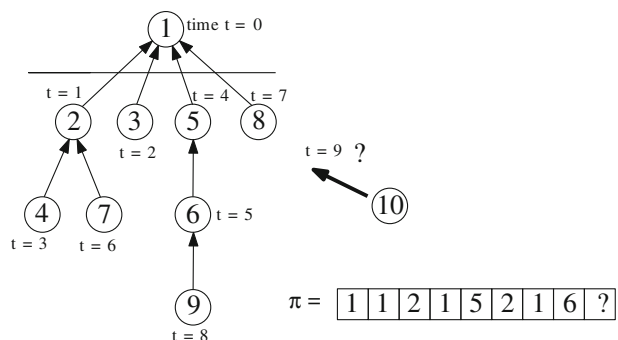 1 time t = 0
t = 1 t = 4 t = 7
2 3 5 8
t = 2
t = 9 ?
4 7 6 t = 5 10
t = 3 t = 6
9 π = 1 1 2 1 5 2 1 6 ?
t = 8